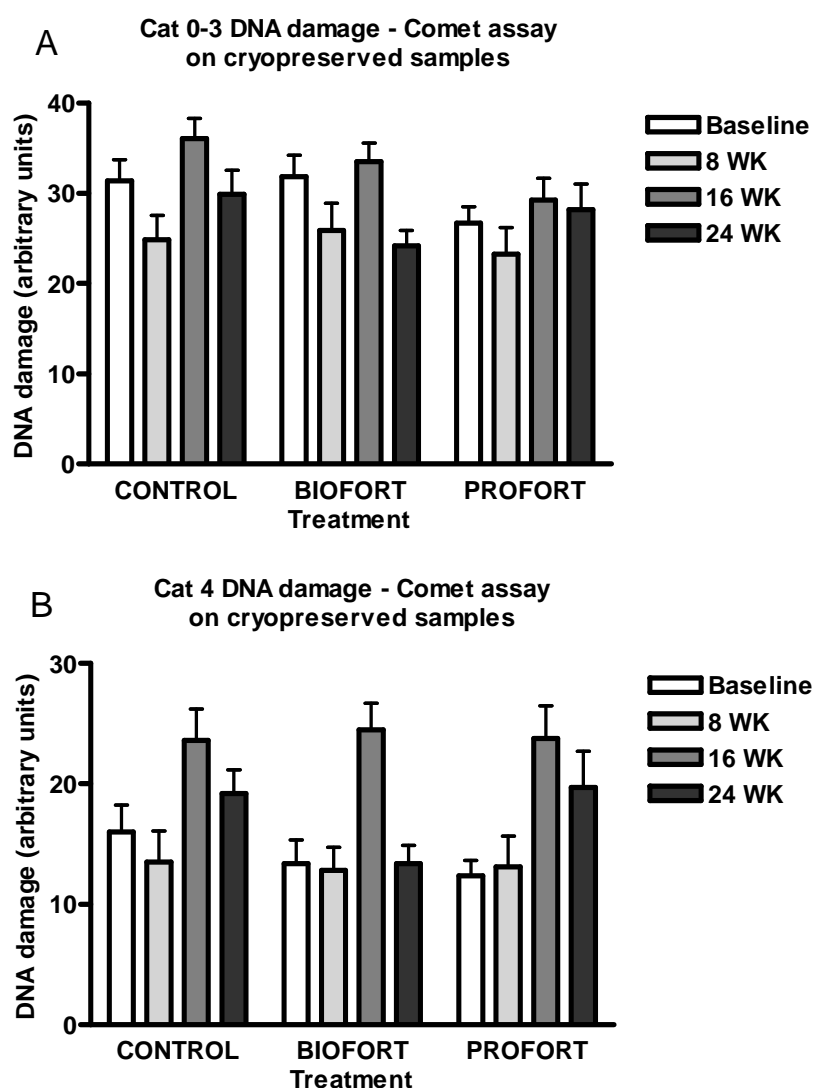 A
Cat 0-3 DNA damage - Comet assay
on cryopreserved samples
DNA damage (arbitrary units)
40
30
20
10
0
CONTROL
BIOFORT
PROFORT
Treatment
Baseline
8 WK
16 WK
24 WK
B
Cat 4 DNA damage - Comet assay
on cryopreserved samples
DNA damage (arbitrary units)
30
20
10
0
CONTROL
BIOFORT
PROFORT
Treatment
Baseline
8 WK
16 WK
24 WK